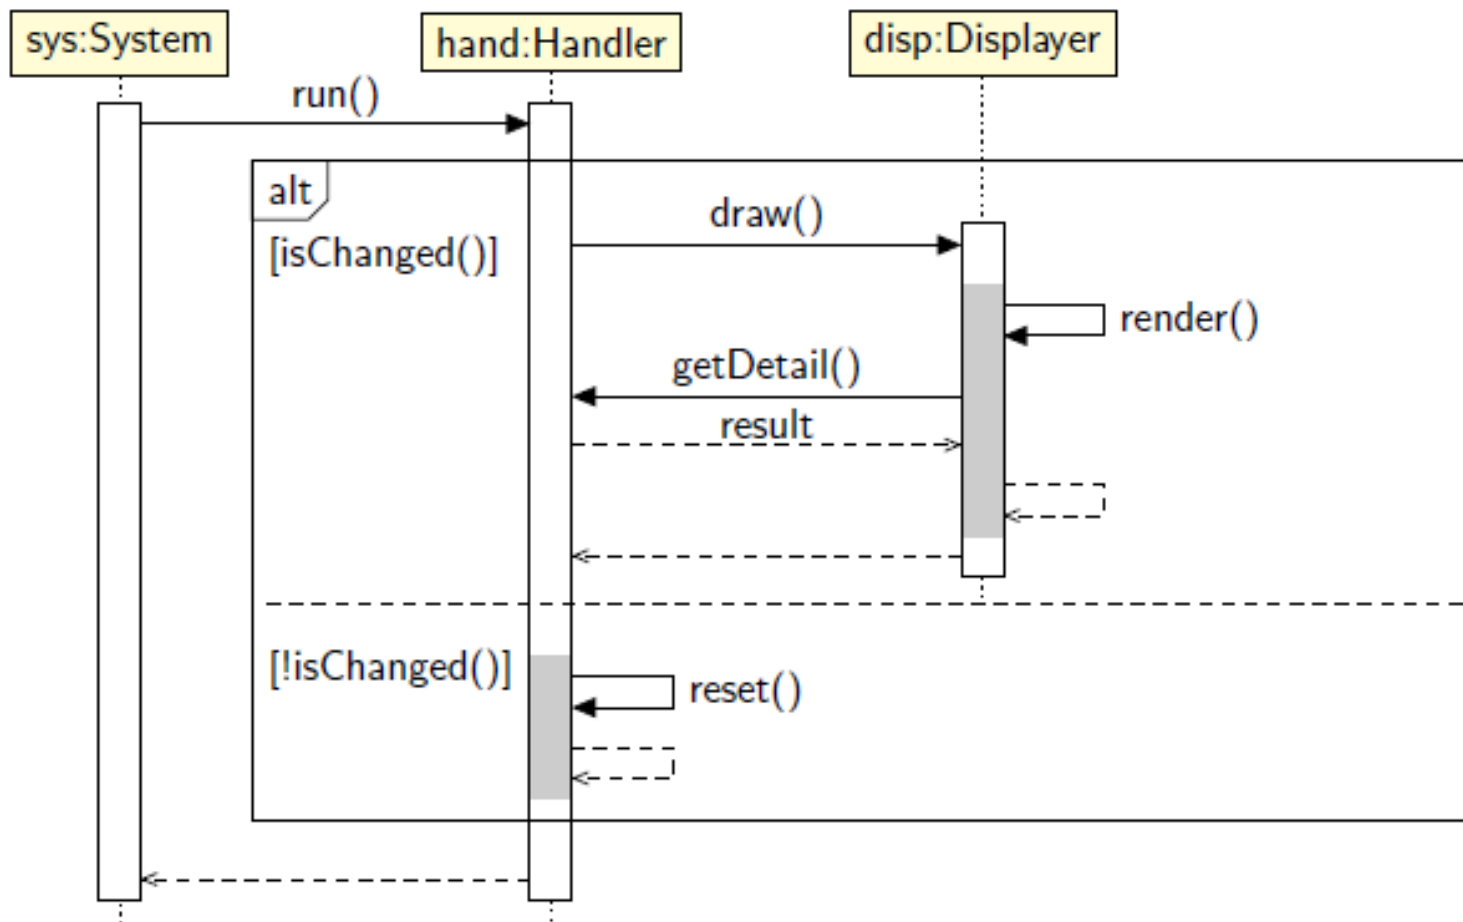 sys:System
hand:Handler
disp:Displayer
run()
alt
draw()
[isChanged()]
render()
getDetail()
result
[!isChanged()]
reset()